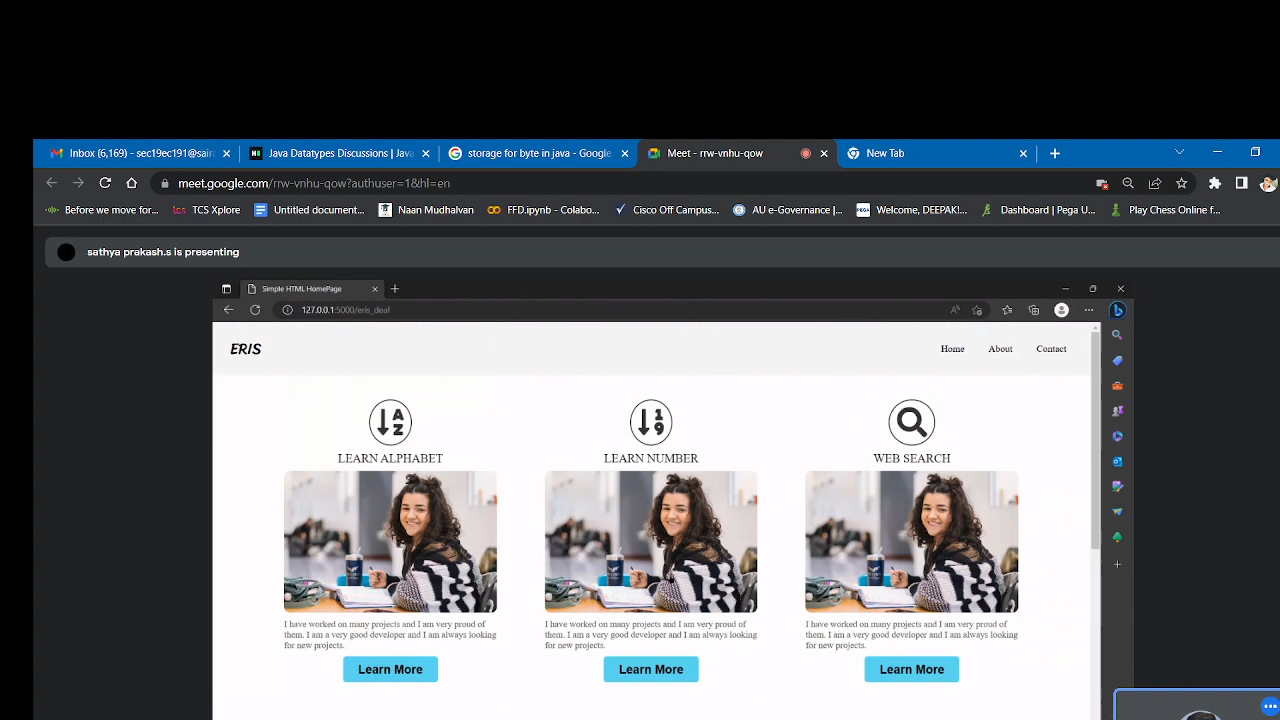 Inbox (6,169) - sec19ec191@sair
Java Datatypes Discussions | Java
storage for byte in java - Google
Meet - rrw-vnhu-qow
New Tab
meet.google.com/rrw-vnhu-qow?authuser=1&hl=en
Before we move for...
TCS Xplore
Untitled document...
Naan Mudhalvan
FFD.ipynb - Colabo...
Cisco Off Campus...
AU e-Governance |...
Welcome, DEEPAK!...
Dashboard | Pega U...
Play Chess Online f...
sathya prakash.s is presenting
Simple HTML HomePage
127.0.0.1:5000/eris_deaf
ERIS
Home
About
Contact
LEARN ALPHABET
I have worked on many projects and I am very proud of
them. I am a very good developer and I am always looking
for new projects.
Learn More
LEARN NUMBER
I have worked on many projects and I am very proud of
them. I am a very good developer and I am always looking
for new projects.
Learn More
WEB SEARCH
I have worked on many projects and I am very proud of
them. I am a very good developer and I am always looking
for new projects.
Learn More